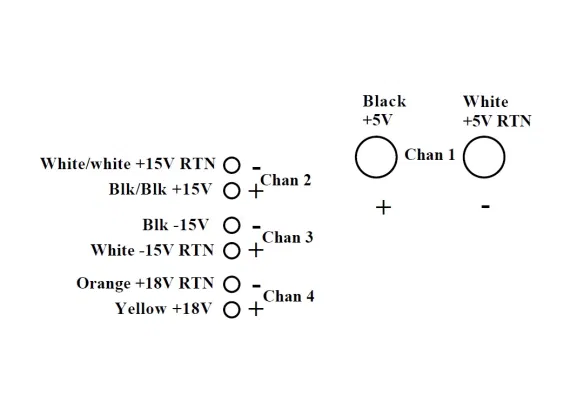 Black
+5V
White
+5V RTN
Chan 1
+
-
White/white +15V RTN
-
Chan 2
Blk/Blk +15V
+
Blk -15V
-
Chan 3
White -15V RTN
+
Orange +18V RTN
-
Chan 4
Yellow +18V
+